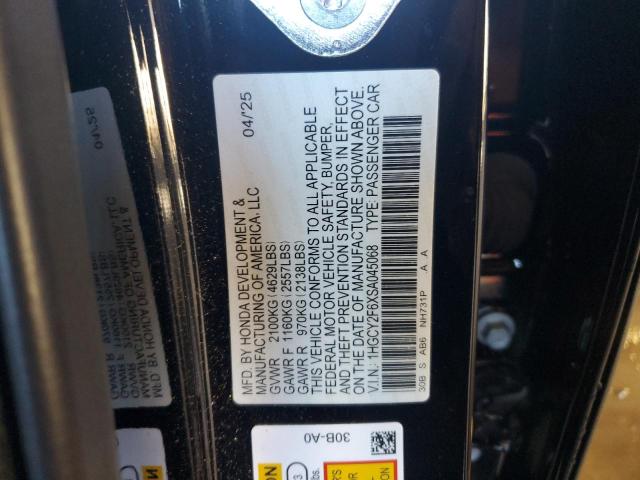 MFD. BY HONDA DEVELOPMENT &
MANUFACTURING OF AMERICA, LLC
04/'25
GVWR 2100KG(4629LBS)
GAWR F 1160KG(2557LBS)
GAWR R 970KG(2138LBS)
THIS VEHICLE CONFORMS TO ALL APPLICABLE
FEDERAL MOTOR VEHICLE SAFETY, BUMPER,
AND THEFT PREVENTION STANDARDS IN EFFECT
ON THE DATE OF MANUFACTURE SHOWN ABOVE.
V.I.N.: 1HGCY2F6XSA045068 TYPE: PASSENGER CAR
30B S AB6 NH731P A A
30B-A0